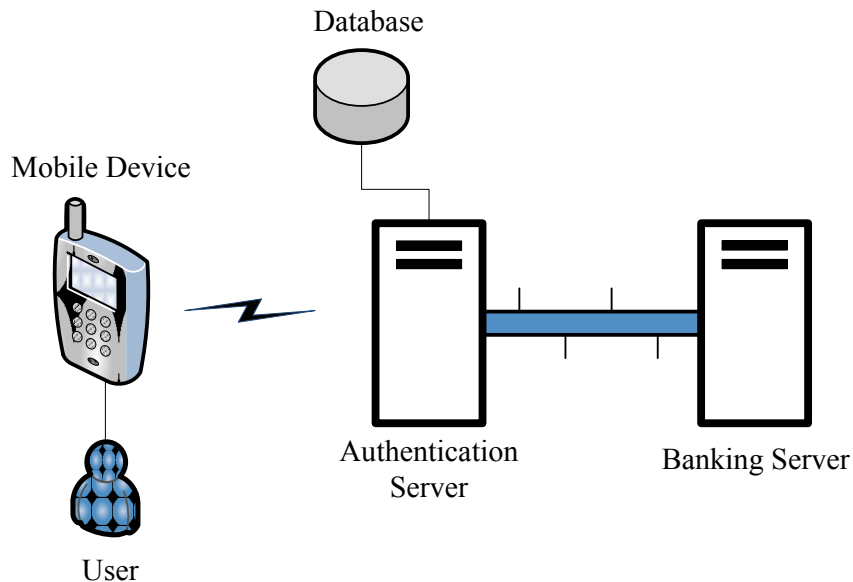 Database
Mobile Device
Authentication
Server
Banking Server
User